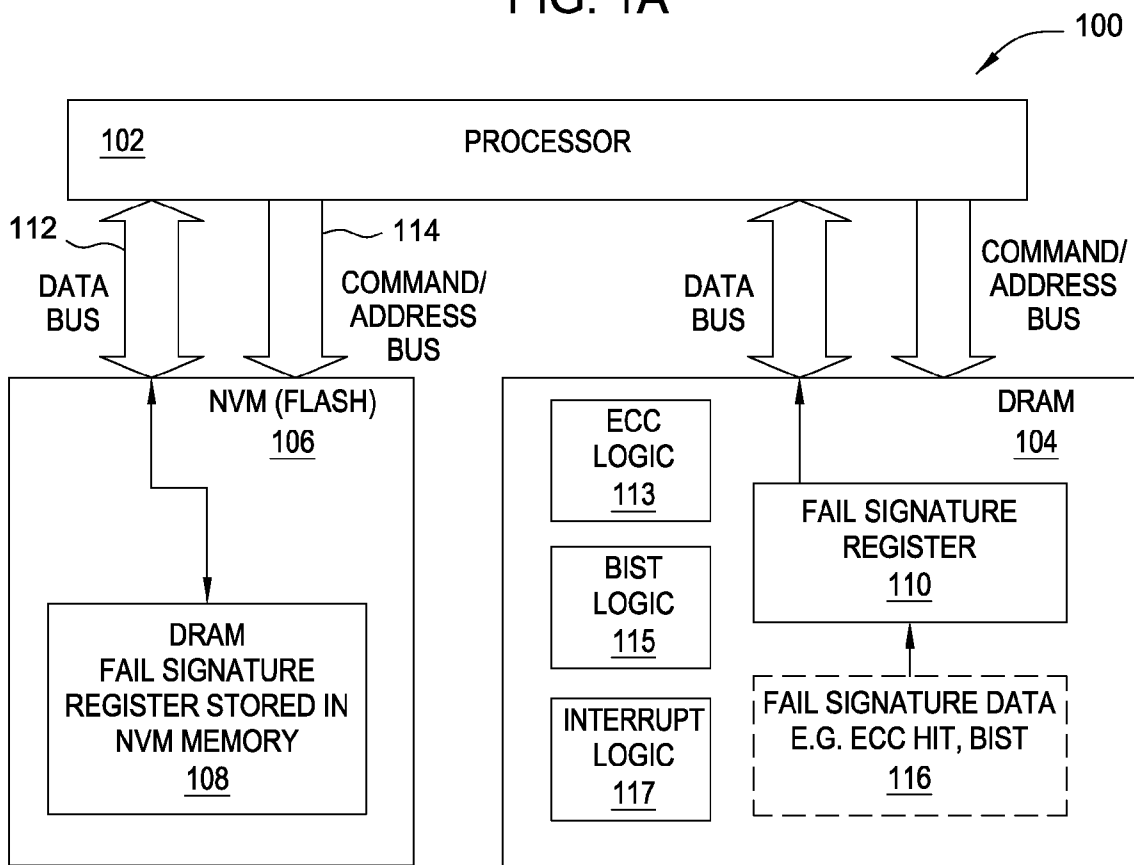 FIG. 1A
100
102
PROCESSOR
112
114
DATA
BUS
COMMAND/
ADDRESS
BUS
DATA
BUS
COMMAND/
ADDRESS
BUS
NVM (FLASH)
106
DRAM
FAIL SIGNATURE
REGISTER STORED IN
NVM MEMORY
108
DRAM
104
ECC
LOGIC
113
BIST
LOGIC
115
INTERRUPT
LOGIC
117
FAIL SIGNATURE
REGISTER
110
FAIL SIGNATURE DATA
E.G. ECC HIT, BIST
116